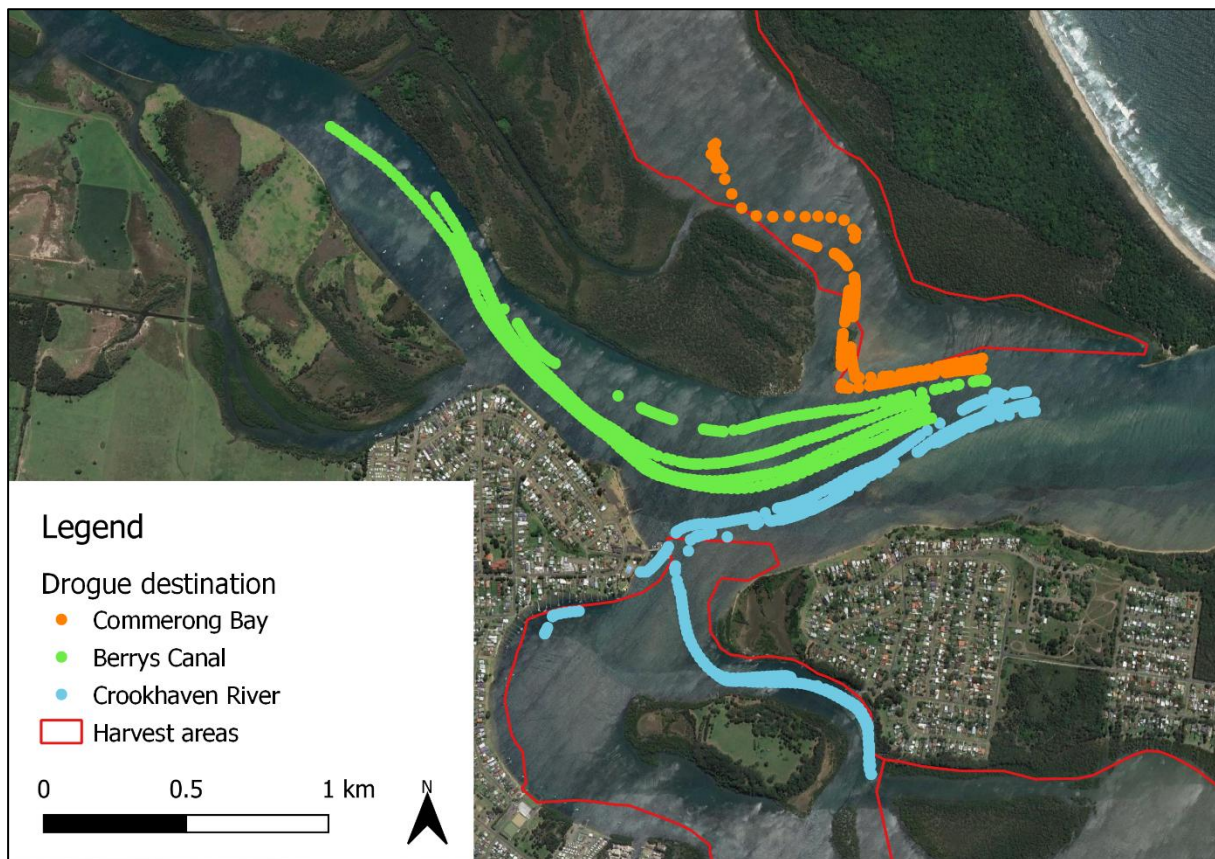 Legend
Drogue destination
Commerong Bay
Berrys Canal
Crookhaven River
Harvest areas
0 0.5 1 km
N